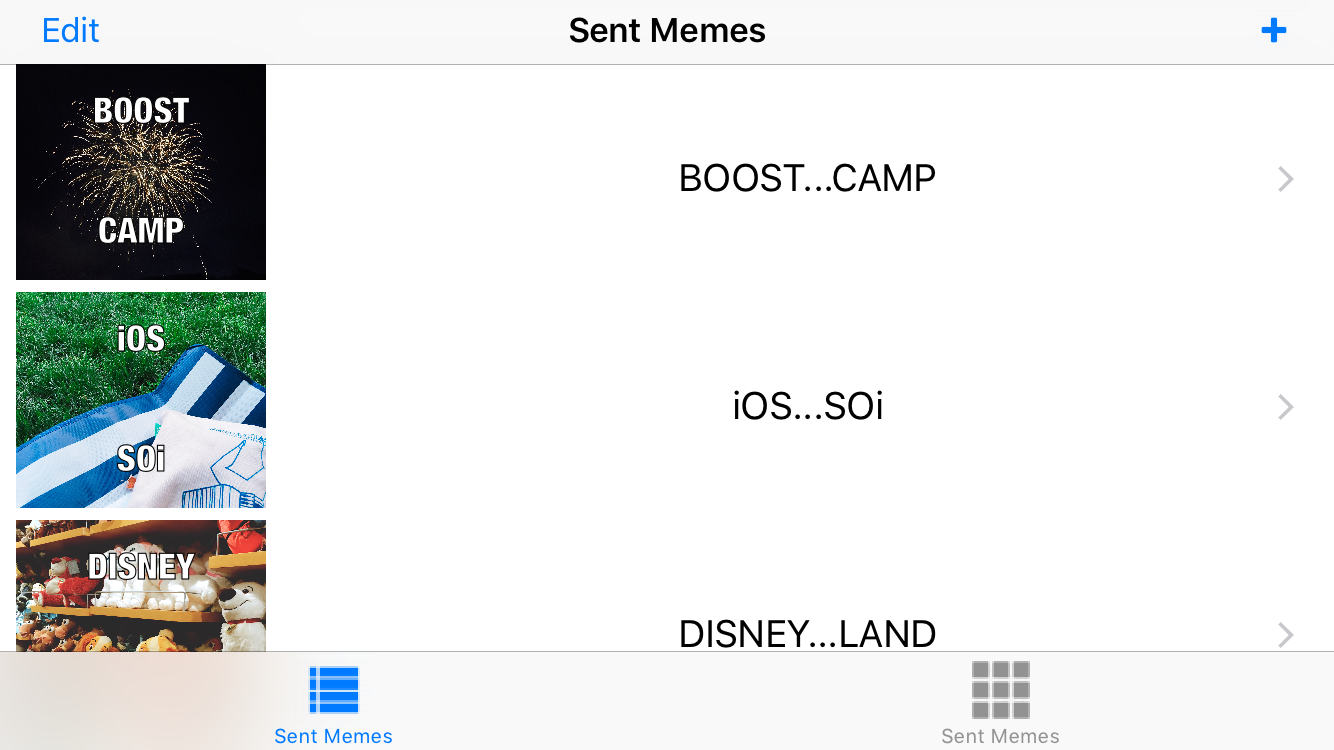 Edit
Sent Memes
BOOST
CAMP
BOOST...CAMP
iOS
SOi
iOS...SOi
DISNEY
DISNEY...LAND
Sent Memes
Sent Memes